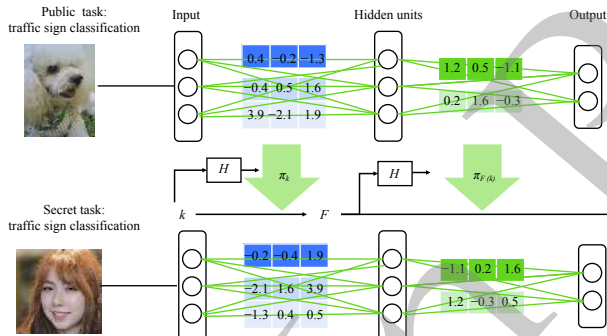 Public task:
traffic sign classification
Input
Hidden units
Output
0.4 −0.2 −1.3
−0.4 0.5 1.6
3.9 −2.1 1.9
1.2 0.5 −1.1
0.2 1.6 −0.3
H
πk
H
πF (k)
Secret task:
traffic sign classification
k
F
−0.2 −0.4 1.9
−2.1 1.6 3.9
−1.3 0.4 0.5
−1.1 0.2 1.6
1.2 −0.3 0.5